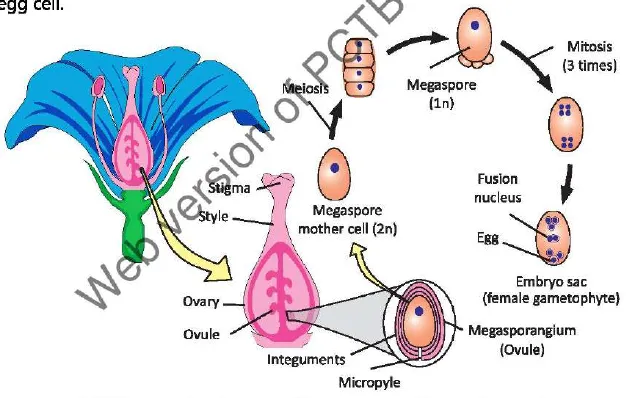 egg cell.
Web version of PCTB
Meiosis
Megaspore
(1n)
Mitosis
(3 times)
Stigma
Style
Megaspore
mother cell (2n)
Fusion
nucleus
Egg
Embryo sac
(female gametophyte)
Ovary
Ovule
Integuments
Micropyle
Megasporangium
(Ovule)